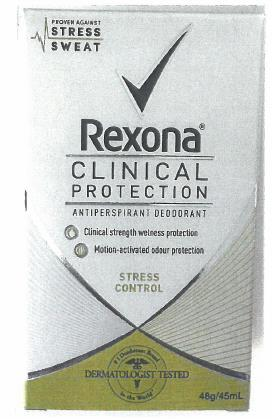 PROVEN AGAINST
STRESS
SWEAT
Rexona®
CLINICAL
PROTECTION
ANTIPERSPIRANT DEODORANT
Clinical strength wetness protection
Motion-activated odour protection
STRESS
CONTROL
#1 Deodorant Brand
DERMATOLOGIST TESTED
in the World
48g/45mL